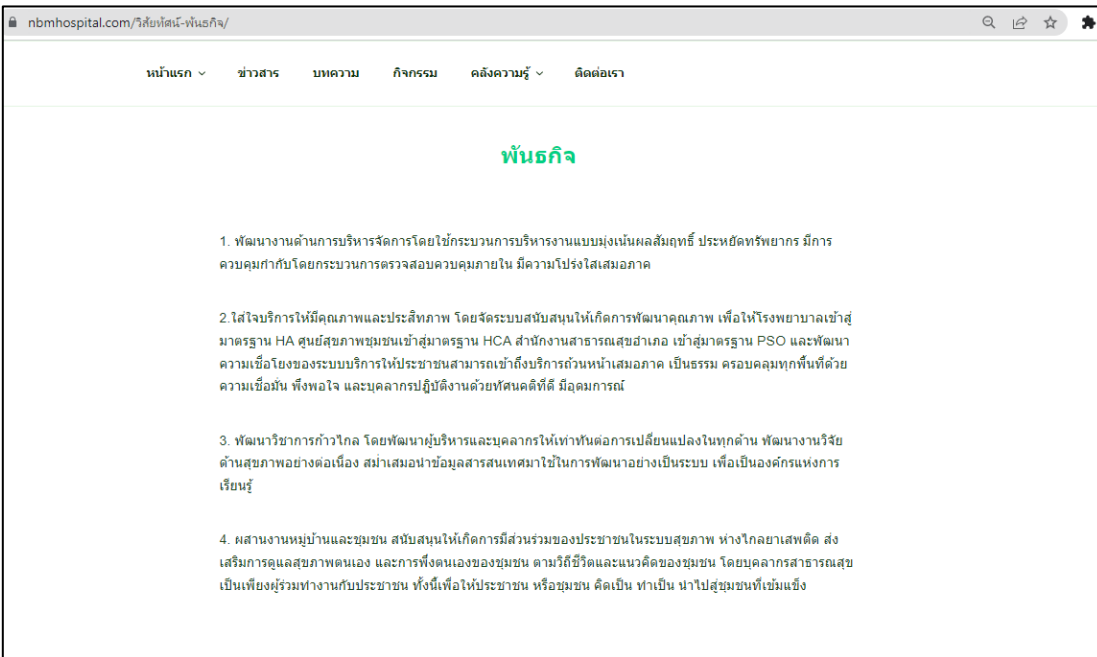 nbmhospital.com/วิสัยทัศน์-พันธกิจ/
หน้าแรก ข่าวสาร บทความ กิจกรรม คลังความรู้ ติดต่อเรา
พันธกิจ
1. พัฒนางานด้านการบริหารจัดการโดยใช้กระบวนการบริหารงานแบบมุ่งเน้นผลสัมฤทธิ์ ประหยัดทรัพยากร มีการ
ควบคุมกำกับโดยกระบวนการตรวจสอบควบคุมภายใน มีความโปร่งใสเสมอภาค
2.ใส่ใจบริการให้มีคุณภาพและประสิทภาพ โดยจัดระบบสนับสนุนให้เกิดการพัฒนาคุณภาพ เพื่อให้โรงพยาบาลเข้าสู่
มาตรฐาน HA ศูนย์สุขภาพชุมชนเข้าสู่มาตรฐาน HCA สำนักงานสาธารณสุขอำเภอ เข้าสู่มาตรฐาน PSO และพัฒนา
ความเชื่อโยงของระบบบริการให้ประชาชนสามารถเข้าถึงบริการถ้วนหน้าเสมอภาค เป็นธรรม ครอบคลุมทุกพื้นที่ด้วย
ความเชื่อมั่น พึงพอใจ และบุคลากรปฏิบัติงานด้วยทัศนคติที่ดี มีอุดมการณ์
3. พัฒนาวิชาการก้าวไกล โดยพัฒนาผู้บริหารและบุคลากรให้เท่าทันต่อการเปลี่ยนแปลงในทุกด้าน พัฒนางานวิจัย
ด้านสุขภาพอย่างต่อเนื่อง สม่ำเสมอนำข้อมูลสารสนเทศมาใช้ในการพัฒนาอย่างเป็นระบบ เพื่อเป็นองค์กรแห่งการ
เรียนรู้
4. ผสานงานหมู่บ้านและชุมชน สนับสนุนให้เกิดการมีส่วนร่วมของประชาชนในระบบสุขภาพ ห่างไกลยาเสพติด ส่ง
เสริมการดูแลสุขภาพตนเอง และการพึ่งตนเองของชุมชน ตามวิถีชีวิตและแนวคิดของชุมชน โดยบุคลากรสาธารณสุข
เป็นเพียงผู้ร่วมทำงานกับประชาชน ทั้งนี้เพื่อให้ประชาชน หรือชุมชน คิดเป็น ทำเป็น นำไปสู่ชุมชนที่เข้มแข็ง